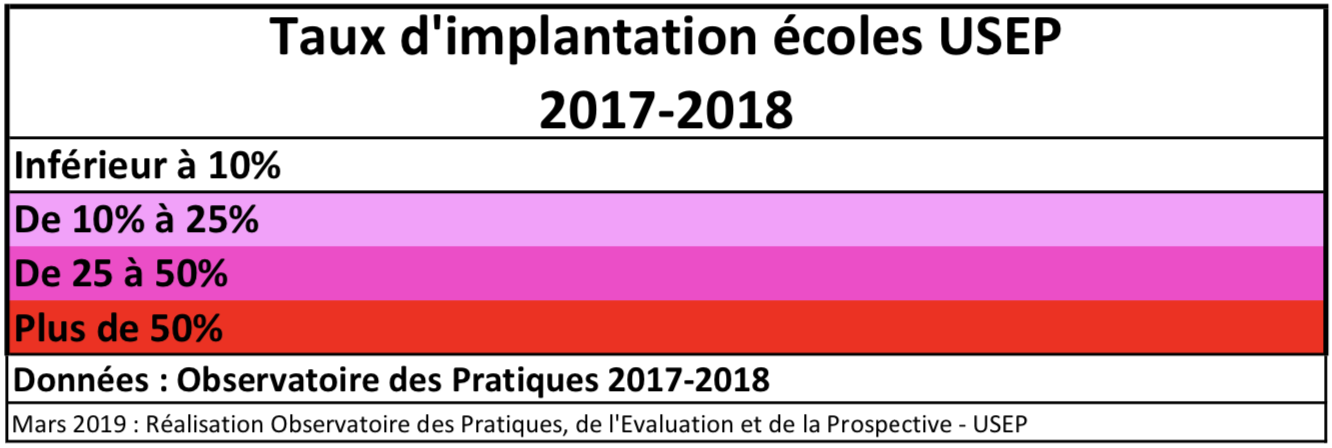 Taux d'implantation écoles USEP
2017-2018
Inférieur à 10%
De 10% à 25%
De 25 à 50%
Plus de 50%
Données : Observatoire des Pratiques 2017-2018
Mars 2019 : Réalisation Observatoire des Pratiques, de l'Evaluation et de la Prospective - USEP